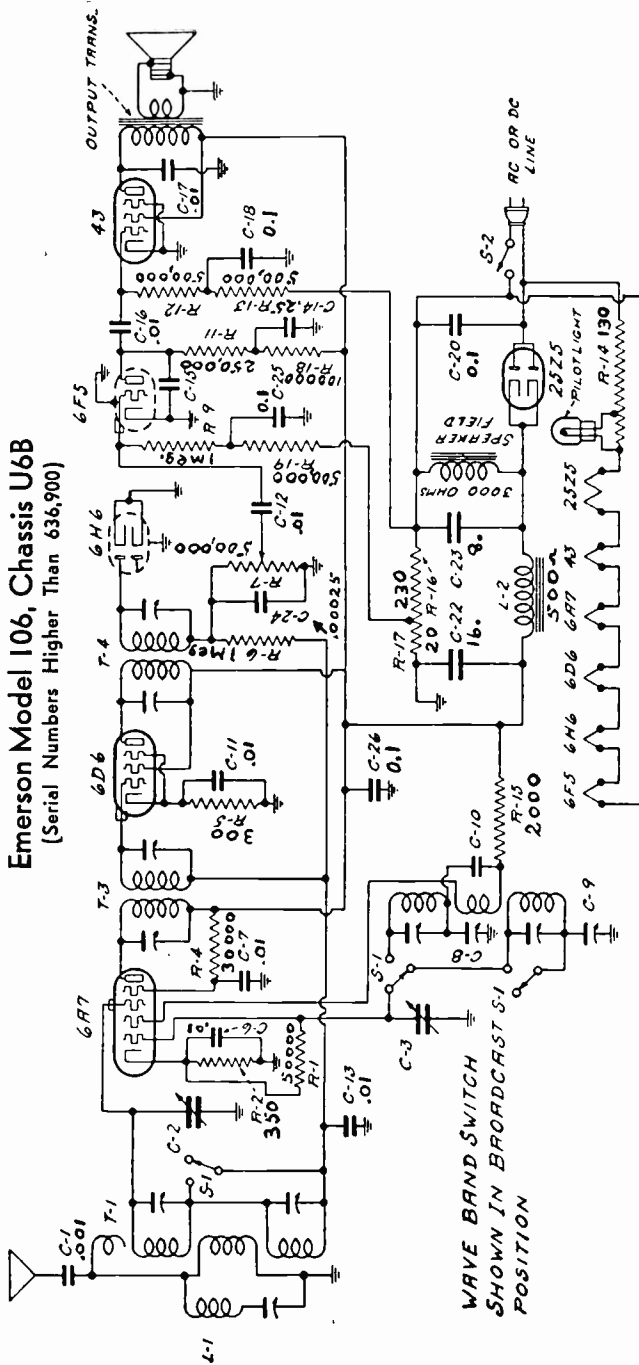 Emerson Model 106, Chassis U6B
(Serial Numbers Higher Than 636,900)
C-1
.001
T-1
L-1
S-1
C-2
6A7
R-2
350
C-6
.01
50000
R-1
C-13
.01
R-4
30000
C-7
.01
T-3
6D6
R-5
300
C-11
.01
T-4
6H6
R-6
1 Meg.
C-24
.00025
R-7
500,000
C-12
.01
6F5
R-9
1 Meg.
C-15
C-16
.01
R-11
250,000
C-25
0.1
R-19
500,000
R-18
100000
C-14
.25
R-12
500,000
R-13
500,000
C-18
0.1
43
C-17
.01
OUTPUT TRANS.
C-26
0.1
R-17
20
230
R-16
C-22
16.
C-23
8.
SPEAKER
FIELD
3000 OHMS
L-2
500Ω
C-20
0.1
25Z5
S-2
AC OR DC
LINE
PILOT LIGHT
R-14 130
R-15
2000
C-10
C-3
S-1
C-8
S-1
C-9
6F5
6H6
6D6
6A7
43
25Z5
WAVE BAND SWITCH
SHOWN IN BROADCAST
POSITION